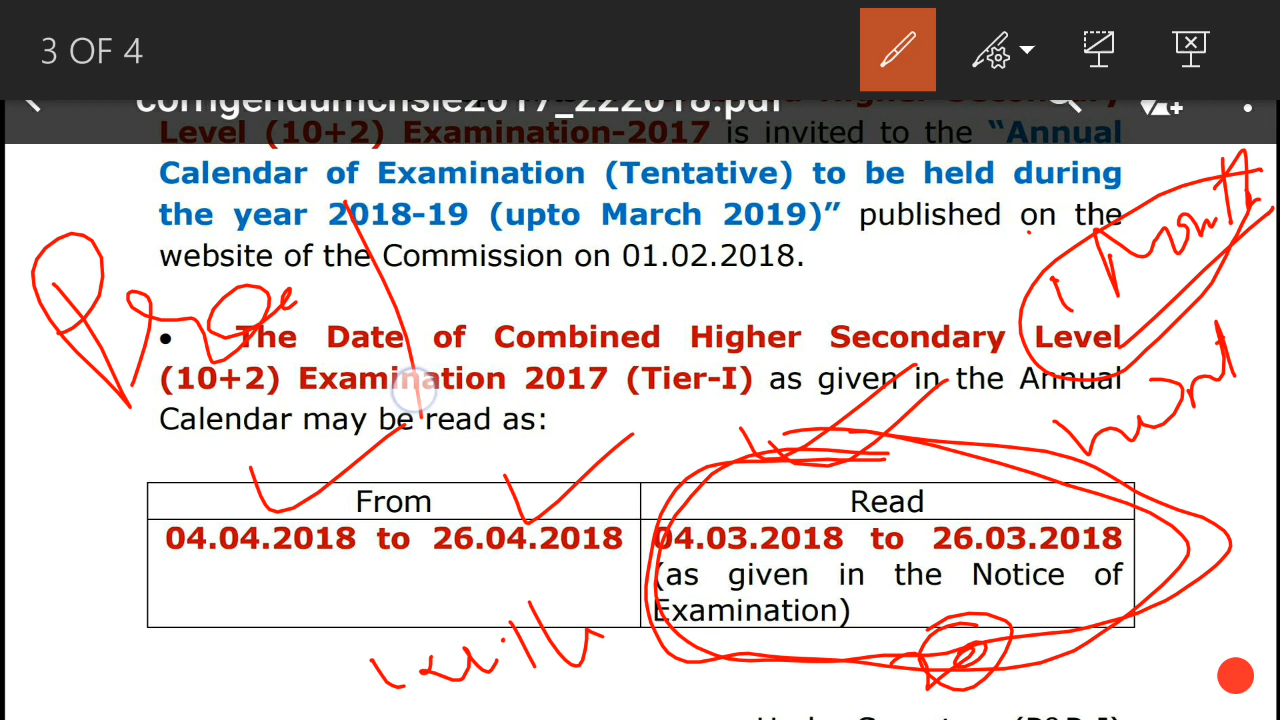 3 OF 4
corrigendumchsle2017_222018.pdf
Level (10+2) Examination-2017 is invited to the “Annual
Calendar of Examination (Tentative) to be held during
the year 2018-19 (upto March 2019)” published on the
website of the Commission on 01.02.2018.
• The Date of Combined Higher Secondary Level
(10+2) Examination 2017 (Tier-I) as given in the Annual
Calendar may be read as:
From Read
04.04.2018 to 26.04.2018 04.03.2018 to 26.03.2018
(as given in the Notice of
Examination)